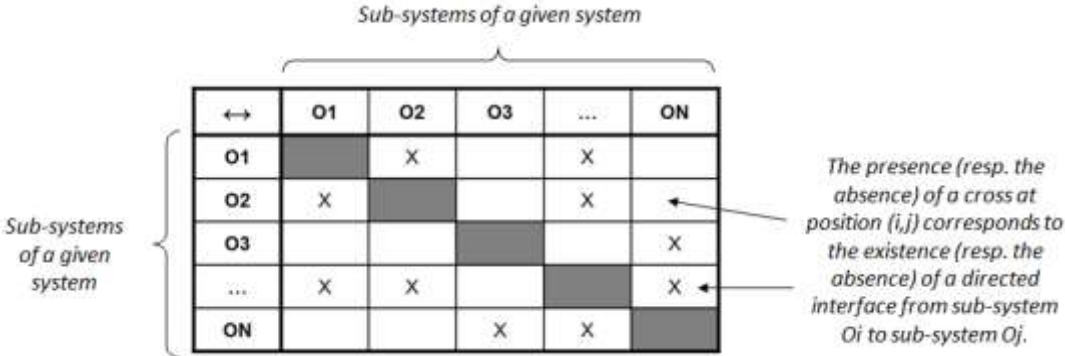 Sub-systems of a given system
↔ O1 O2 O3 ... ON
O1 X X
O2 X X
O3 X
... X X X
ON X X
Sub-systems
of a given
system
The presence (resp. the
absence) of a cross at
position (i,j) corresponds to
the existence (resp. the
absence) of a directed
interface from sub-system
Oi to sub-system Oj.